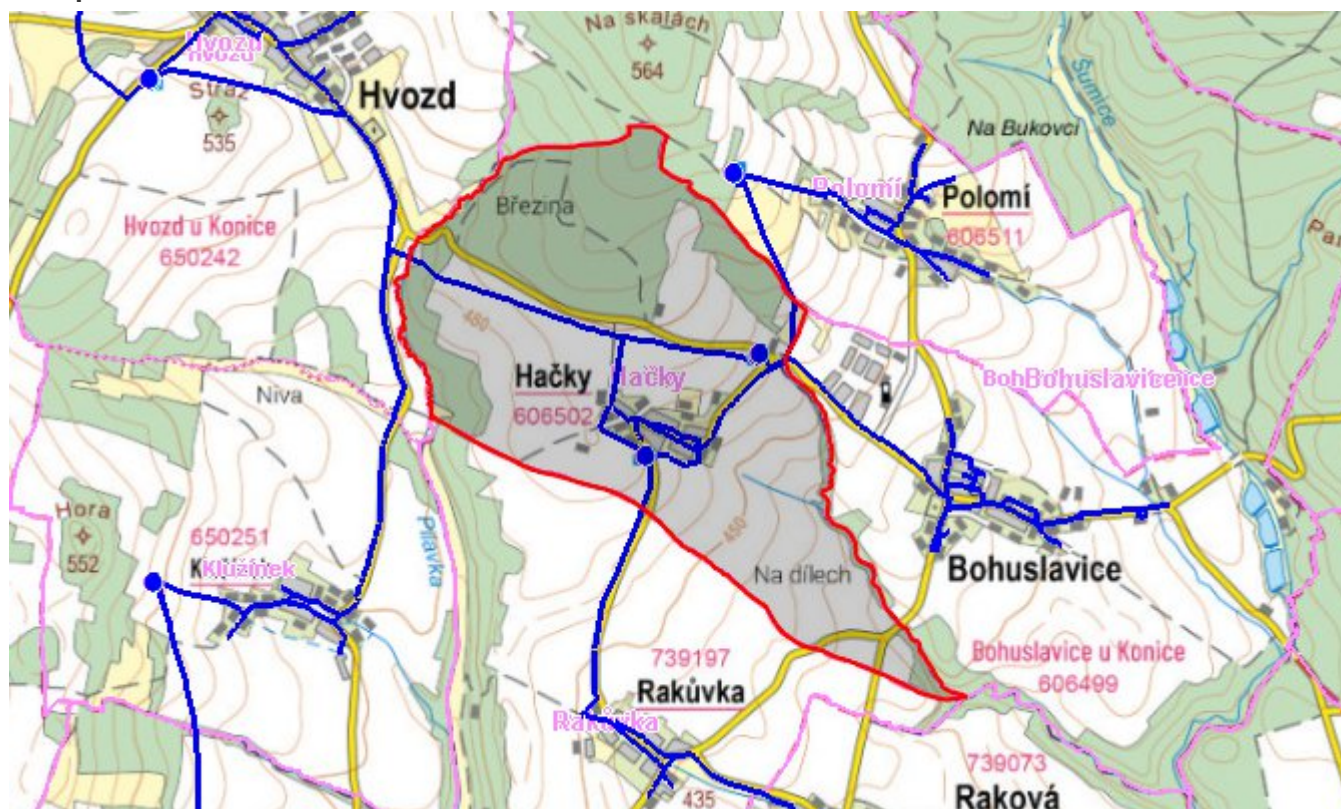 Na skalách
564
Hvozd
Hvozd
Stráž
535
Šumice
Na Bukovci
Polomí
Polomí
606511
Březina
Hvozd u Konice
650242
480
Hačky
Hačky
606502
Bohuslavice
Niva
Hora
552
650251
Klužínek
Pilavka
450
Na dílech
Bohuslavice
739197
Rakůvka
Rakůvka
Bohuslavice u Konice
606499
739073
Raková
435